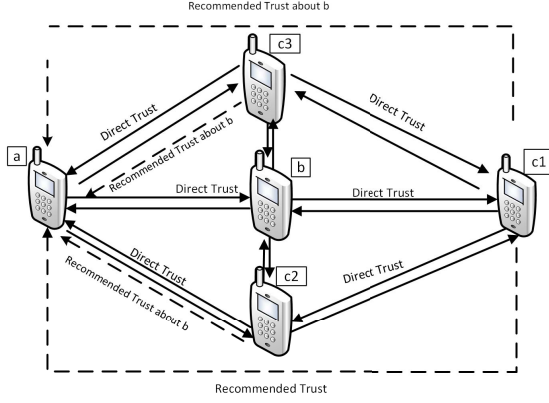 Recommended Trust about b
c3
Direct Trust
Direct Trust
Recommended Trust about b
a
b
c1
Direct Trust
Direct Trust
c2
Direct Trust
Recommended Trust about b
Direct Trust
Recommended Trust